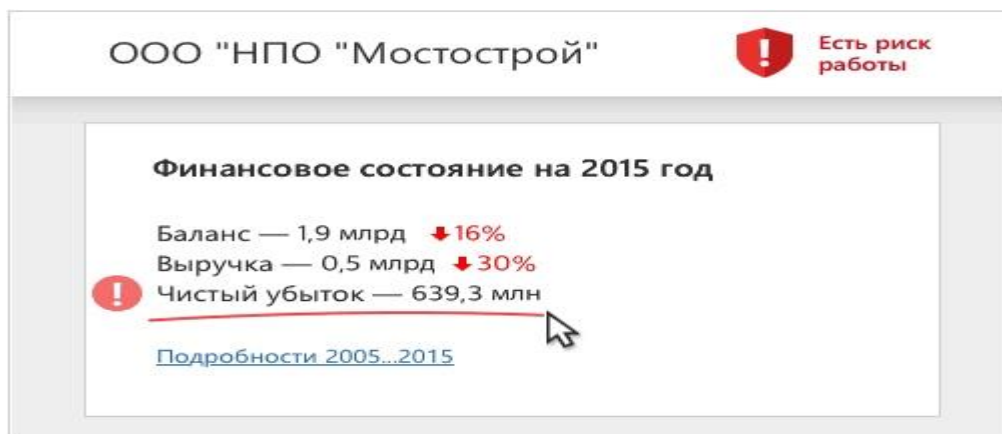 ООО "НПО "Мостострой"
Есть риск
работы
Финансовое состояние на 2015 год
Баланс — 1,9 млрд 16%
Выручка — 0,5 млрд 30%
! Чистый убыток — 639,3 млн
Подробности 2005...2015